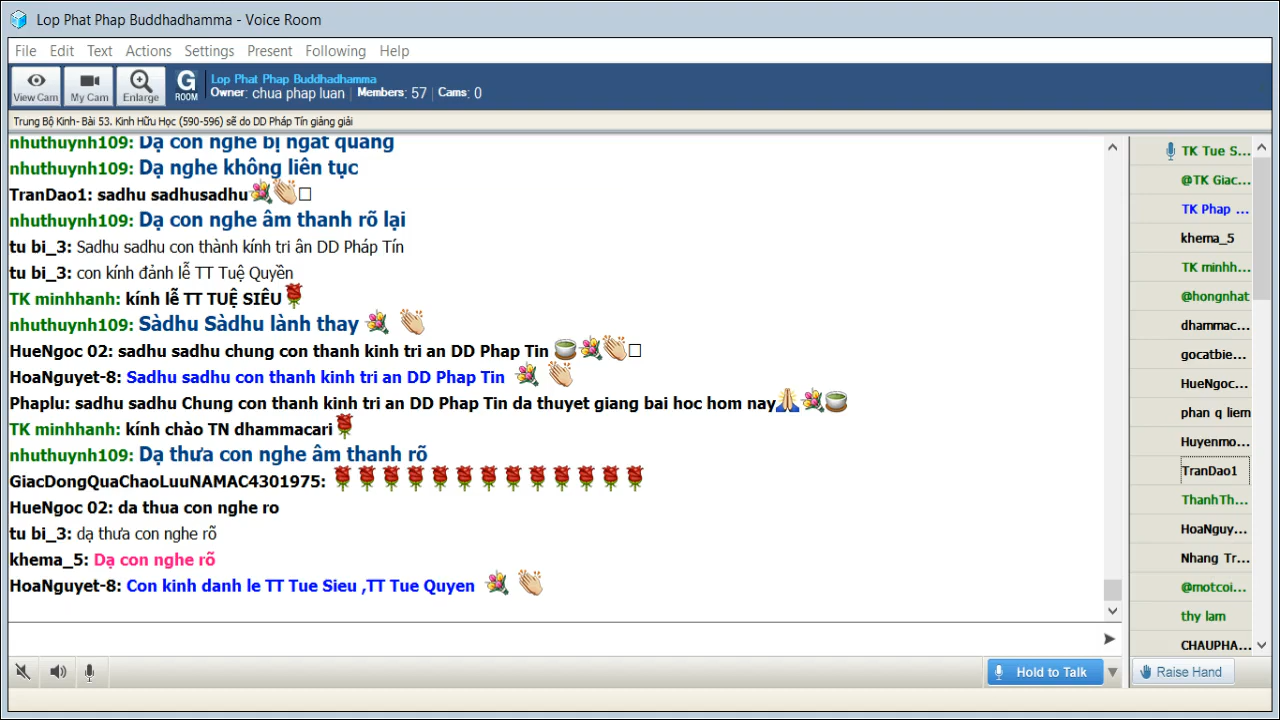 Lop Phat Phap Buddhadhamma - Voice Room
File Edit Text Actions Settings Present Following Help
View Cam My Cam Enlarge G ROOM
Lop Phat Phap Buddhadhamma
Owner: chua phap luan | Members: 57 | Cams: 0
Trung Bộ Kinh- Bài 53. Kinh Hữu Học (590-596) sẽ do DD Pháp Tín giảng giải
nhuthuynh109: Dạ con nghe bị ngắt quãng
nhuthuynh109: Dạ nghe không liên tục
TranDao1: sadhu sadhusadhu💐👏□
nhuthuynh109: Dạ con nghe âm thanh rõ lại
tu bi_3: Sadhu sadhu con thành kính tri ân DD Pháp Tín
tu bi_3: con kính đảnh lễ TT Tuệ Quyền
TK minhhanh: kính lễ TT TUỆ SIÊU🌹
nhuthuynh109: Sàdhu Sàdhu lành thay 💐 👏
HueNgoc 02: sadhu sadhu chung con thanh kinh tri an DD Phap Tin 🍵💐👏□
HoaNguyet-8: Sadhu sadhu con thanh kinh tri an DD Phap Tin 💐 👏
Phaplu: sadhu sadhu Chung con thanh kinh tri an DD Phap Tin da thuyet giang bai hoc hom nay🙏💐🍵
TK minhhanh: kính chào TN dhammacari🌹
nhuthuynh109: Dạ thưa con nghe âm thanh rõ
GiacDongQuaChaoLuuNAMAC4301975: 🌹🌹🌹🌹🌹🌹🌹🌹🌹🌹🌹🌹🌹
HueNgoc 02: da thua con nghe ro
tu bi_3: dạ thưa con nghe rõ
khema_5: Dạ con nghe rõ
HoaNguyet-8: Con kinh danh le TT Tue Sieu ,TT Tue Quyen 💐 👏
TK Tue S...
@TK Giac...
TK Phap ...
khema_5
TK minhh...
@hongnhat
dhammac...
gocatbie...
HueNgoc...
phan q liem
Huyenmo...
TranDao1
ThanhTh...
HoaNguy...
Nhang Tr...
@motcoi...
thy lam
CHAUPHA...
Hold to Talk
Raise Hand